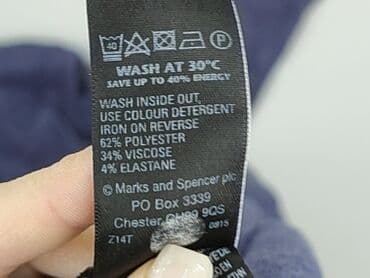 40 P
WASH AT 30°C
SAVE UP TO 40% ENERGY
WASH INSIDE OUT,
USE COLOUR DETERGENT
IRON ON REVERSE
62% POLYESTER
34% VISCOSE
4% ELASTANE
© Marks and Spencer plc
PO Box 3339
Chester CH99 9QS
Z14T 0815